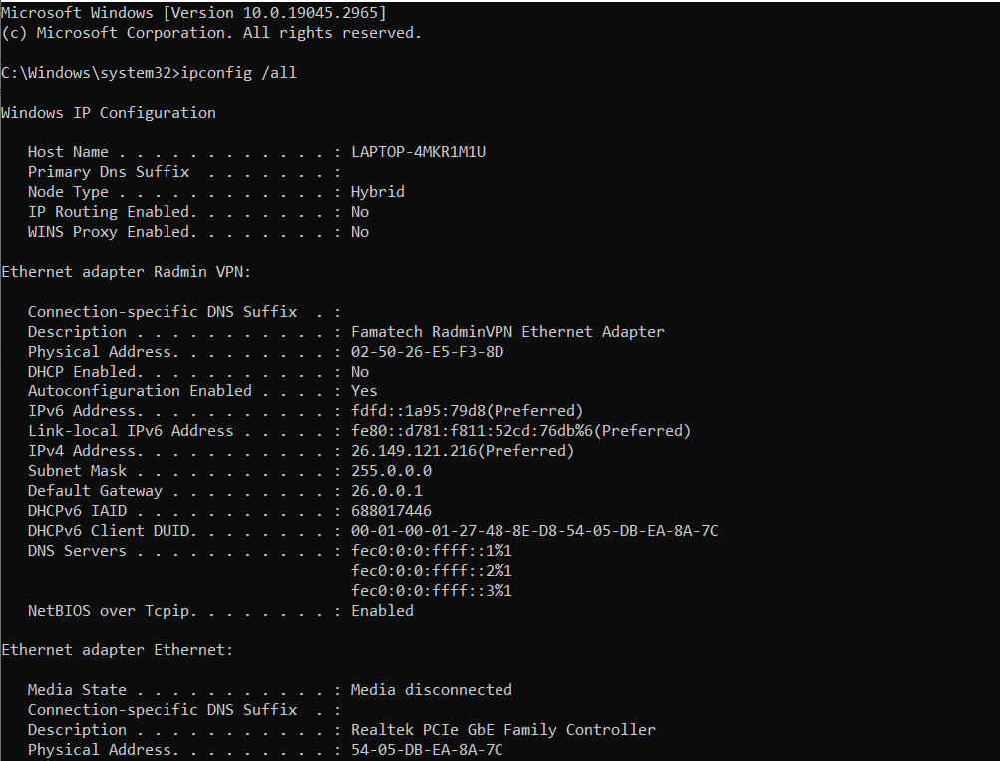 Microsoft Windows [Version 10.0.19045.2965]
(c) Microsoft Corporation. All rights reserved.
C:\Windows\system32>ipconfig /all
Windows IP Configuration
   Host Name . . . . . . . . . . . . : LAPTOP-4MKR1M1U
   Primary Dns Suffix  . . . . . . . :
   Node Type . . . . . . . . . . . . : Hybrid
   IP Routing Enabled. . . . . . . . : No
   WINS Proxy Enabled. . . . . . . . : No
Ethernet adapter Radmin VPN:
   Connection-specific DNS Suffix  . :
   Description . . . . . . . . . . . : Famatech RadminVPN Ethernet Adapter
   Physical Address. . . . . . . . . : 02-50-26-E5-F3-8D
   DHCP Enabled. . . . . . . . . . . : No
   Autoconfiguration Enabled . . . . : Yes
   IPv6 Address. . . . . . . . . . . : fdfd::1a95:79d8(Preferred)
   Link-local IPv6 Address . . . . . : fe80::d781:f811:52cd:76db%6(Preferred)
   IPv4 Address. . . . . . . . . . . : 26.149.121.216(Preferred)
   Subnet Mask . . . . . . . . . . . : 255.0.0.0
   Default Gateway . . . . . . . . . : 26.0.0.1
   DHCPv6 IAID . . . . . . . . . . . : 688017446
   DHCPv6 Client DUID. . . . . . . . : 00-01-00-01-27-48-8E-D8-54-05-DB-EA-8A-7C
   DNS Servers . . . . . . . . . . . : fec0:0:0:ffff::1%1
                                       fec0:0:0:ffff::2%1
                                       fec0:0:0:ffff::3%1
   NetBIOS over Tcpip. . . . . . . . : Enabled
Ethernet adapter Ethernet:
   Media State . . . . . . . . . . . : Media disconnected
   Connection-specific DNS Suffix  . :
   Description . . . . . . . . . . . : Realtek PCIe GbE Family Controller
   Physical Address. . . . . . . . . : 54-05-DB-EA-8A-7C